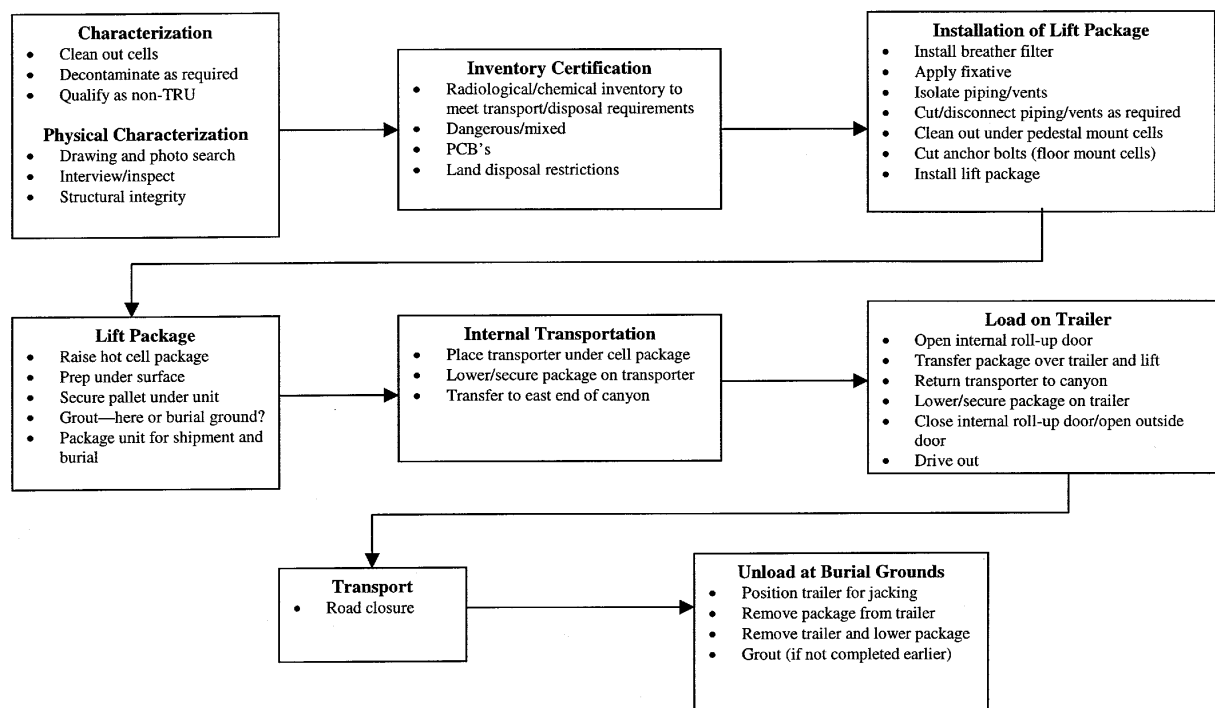 Characterization
• Clean out cells
• Decontaminate as required
• Qualify as non-TRU
Physical Characterization
• Drawing and photo search
• Interview/inspect
• Structural integrity
Inventory Certification
• Radiological/chemical inventory to
meet transport/disposal requirements
• Dangerous/mixed
• PCB's
• Land disposal restrictions
Installation of Lift Package
• Install breather filter
• Apply fixative
• Isolate piping/vents
• Cut/disconnect piping/vents as required
• Clean out under pedestal mount cells
• Cut anchor bolts (floor mount cells)
• Install lift package
Lift Package
• Raise hot cell package
• Prep under surface
• Secure pallet under unit
• Grout—here or burial ground?
• Package unit for shipment and
burial
Internal Transportation
• Place transporter under cell package
• Lower/secure package on transporter
• Transfer to east end of canyon
Load on Trailer
• Open internal roll-up door
• Transfer package over trailer and lift
• Return transporter to canyon
• Lower/secure package on trailer
• Close internal roll-up door/open outside
door
• Drive out
Transport
• Road closure
Unload at Burial Grounds
• Position trailer for jacking
• Remove package from trailer
• Remove trailer and lower package
• Grout (if not completed earlier)